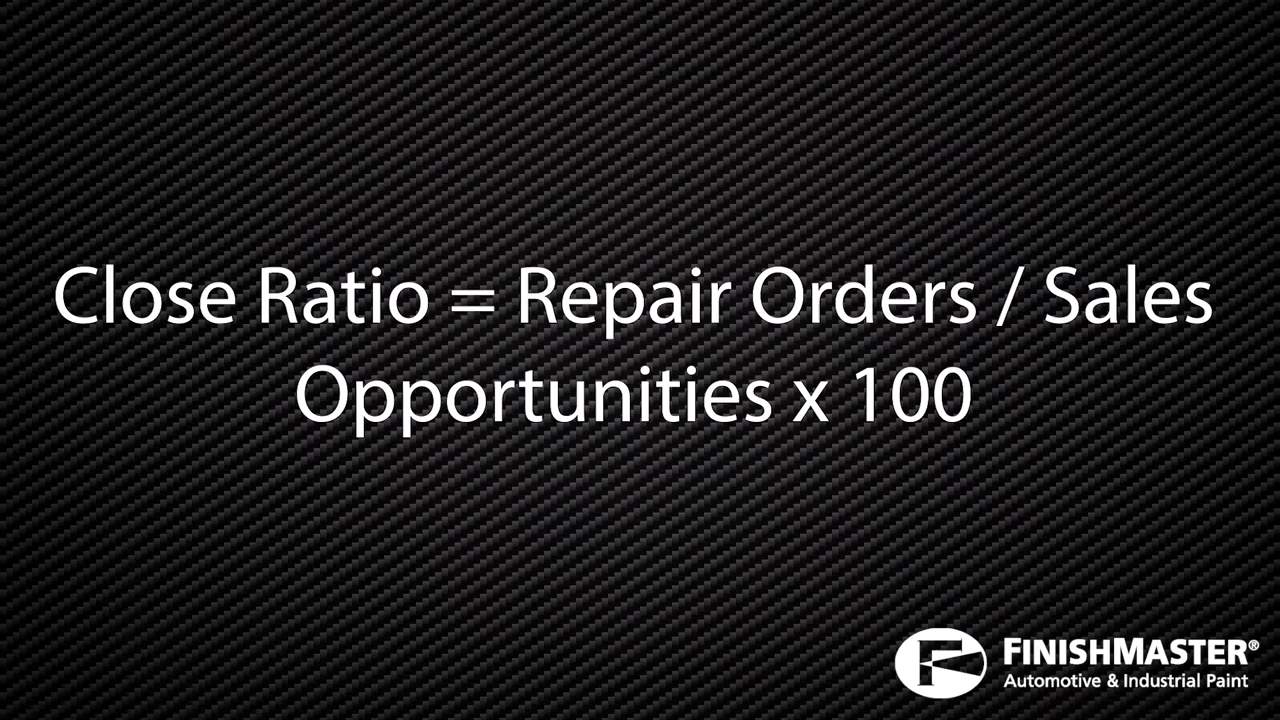 Close Ratio = Repair Orders / Sales
Opportunities x 100
FINISHMASTER®
Automotive & Industrial Paint